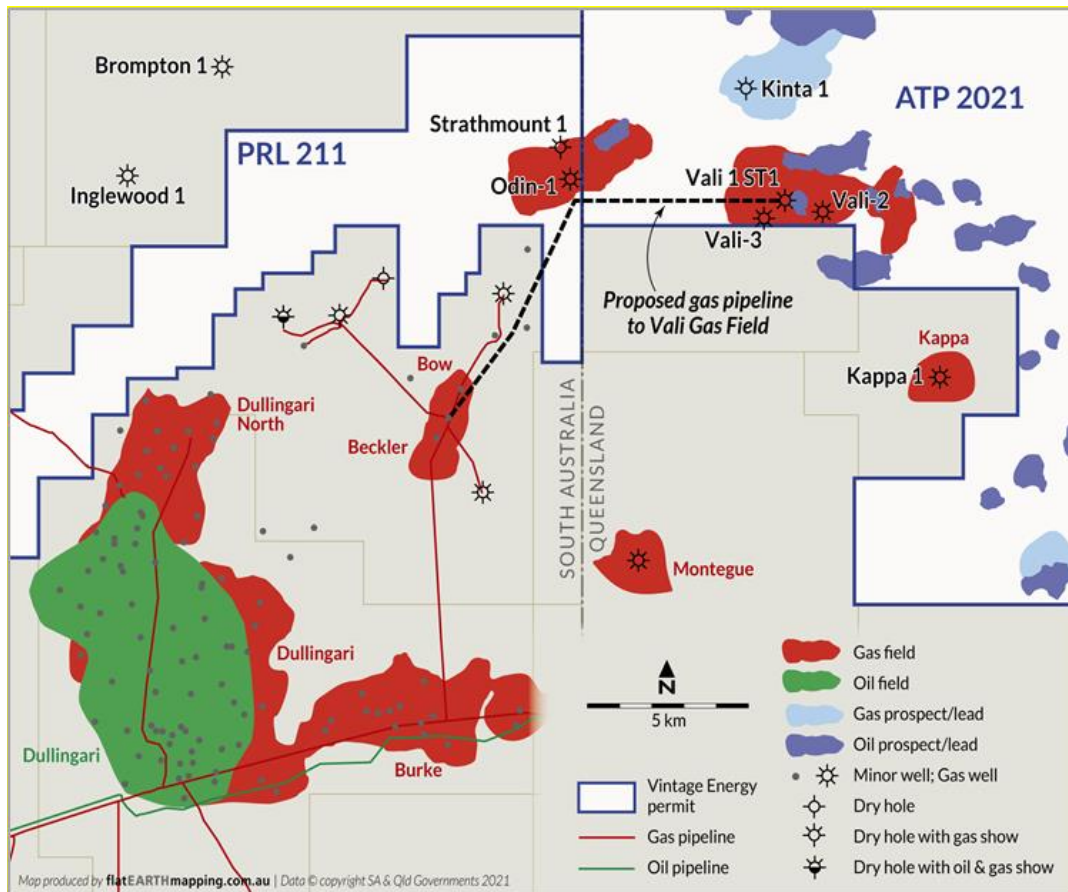 Brompton 1
Kinta 1
ATP 2021
Strathmount 1
PRL 211
Inglewood 1
Odin-1
Vali 1 ST1
Vali-2
Vali-3
Proposed gas pipeline
to Vali Gas Field
Bow
Kappa
Kappa 1
Dullingari
North
Beckler
SOUTH AUSTRALIA
QUEENSLAND
Montegue
Dullingari
Dullingari
Burke
N
5 km
Gas field
Oil field
Gas prospect/lead
Oil prospect/lead
Minor well; Gas well
Dry hole
Dry hole with gas show
Dry hole with oil & gas show
Vintage Energy
permit
Gas pipeline
Oil pipeline
Map produced by flatEARTHmapping.com.au | Data © copyright SA & Qld Governments 2021